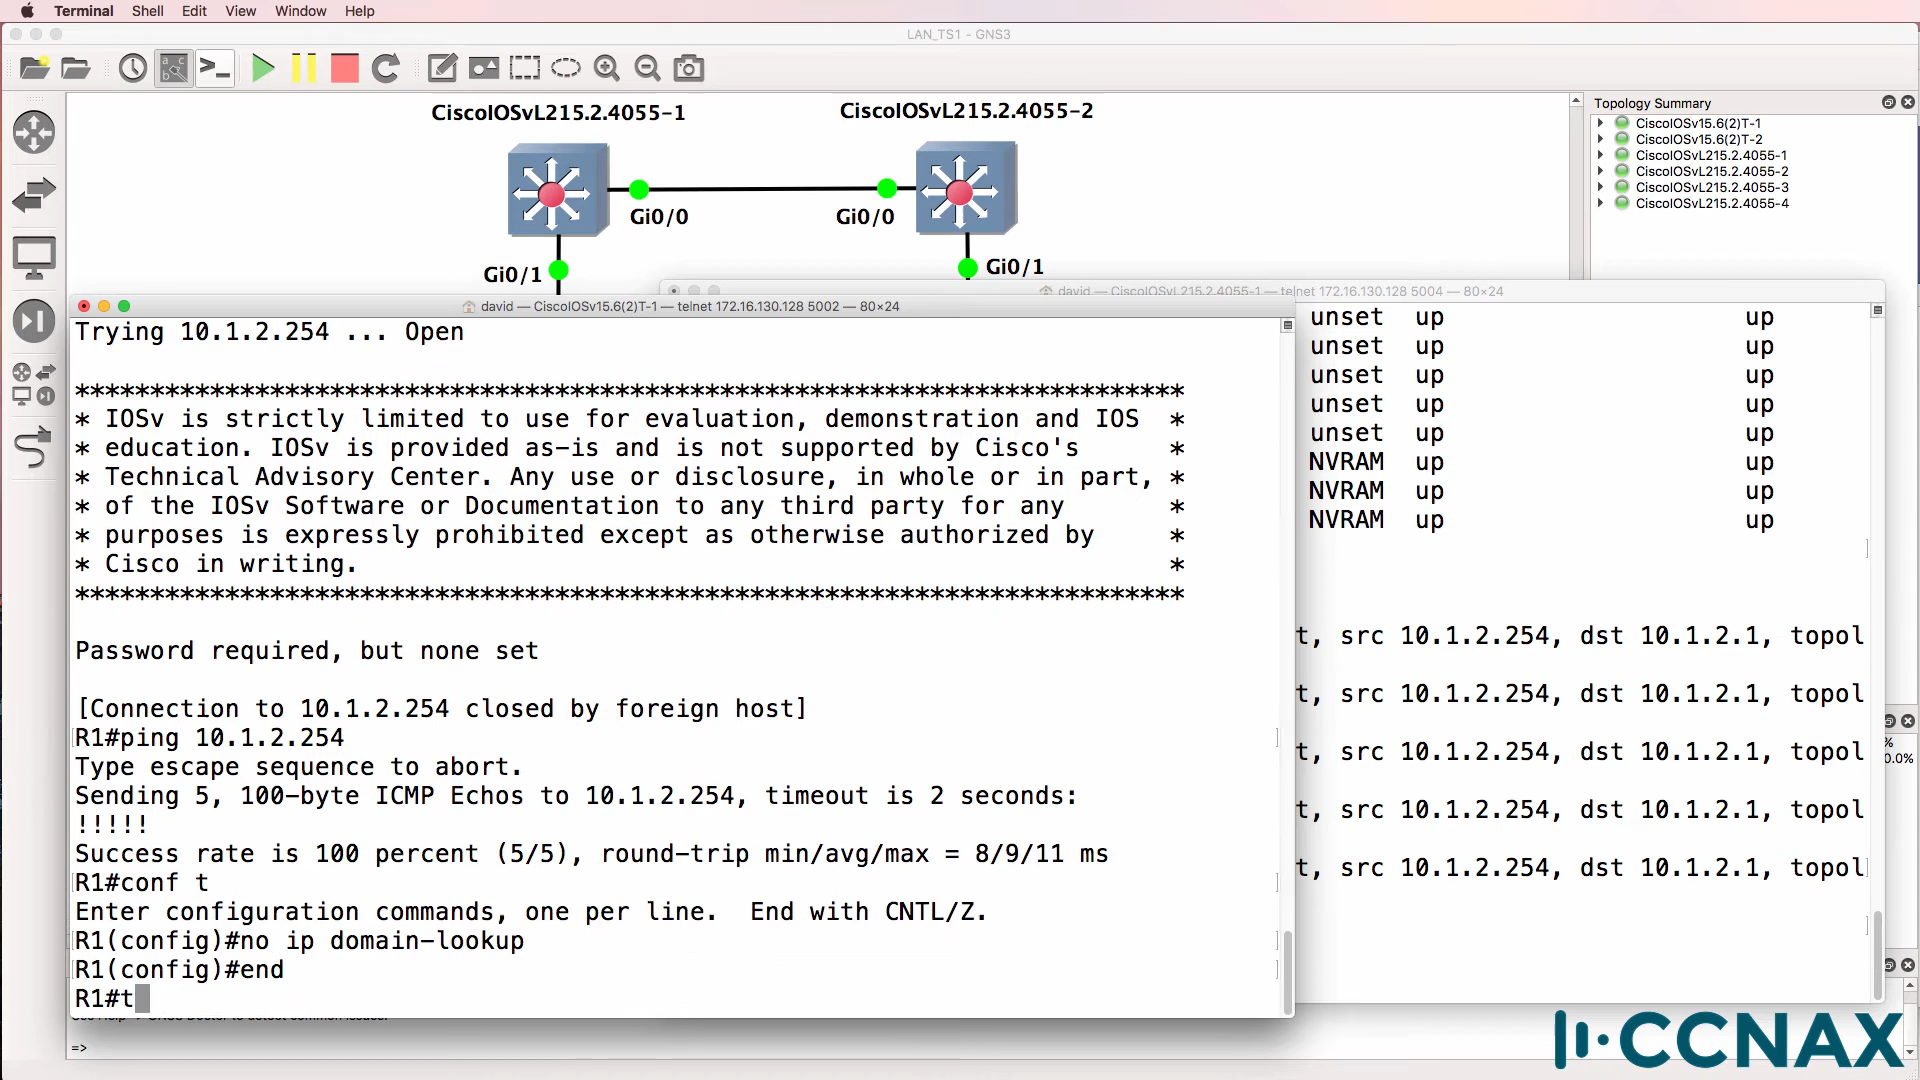 Terminal Shell Edit View Window Help
LAN_TS1 - GNS3
CiscoIOSvL215.2.4055-1
CiscoIOSvL215.2.4055-2
Gi0/0
Gi0/0
Gi0/1
Gi0/1
Topology Summary
CiscoIOSv15.6(2)T-1
CiscoIOSv15.6(2)T-2
CiscoIOSvL215.2.4055-1
CiscoIOSvL215.2.4055-2
CiscoIOSvL215.2.4055-3
CiscoIOSvL215.2.4055-4
david — CiscoIOSvL215.2.4055-1 — telnet 172.16.130.128 5004 — 80×24
david — CiscoIOSv15.6(2)T-1 — telnet 172.16.130.128 5002 — 80×24
Trying 10.1.2.254 ... Open
**************************************************************************
* IOSv is strictly limited to use for evaluation, demonstration and IOS  *
* education. IOSv is provided as-is and is not supported by Cisco's      *
* Technical Advisory Center. Any use or disclosure, in whole or in part, *
* of the IOSv Software or Documentation to any third party for any       *
* purposes is expressly prohibited except as otherwise authorized by     *
* Cisco in writing.                                                      *
**************************************************************************
Password required, but none set
[Connection to 10.1.2.254 closed by foreign host]
R1#ping 10.1.2.254
Type escape sequence to abort.
Sending 5, 100-byte ICMP Echos to 10.1.2.254, timeout is 2 seconds:
!!!!!
Success rate is 100 percent (5/5), round-trip min/avg/max = 8/9/11 ms
R1#conf t
Enter configuration commands, one per line.  End with CNTL/Z.
R1(config)#no ip domain-lookup
R1(config)#end
R1#t
unset up up
unset up up
unset up up
unset up up
unset up up
NVRAM up up
NVRAM up up
NVRAM up up
t, src 10.1.2.254, dst 10.1.2.1, topol
t, src 10.1.2.254, dst 10.1.2.1, topol
t, src 10.1.2.254, dst 10.1.2.1, topol
t, src 10.1.2.254, dst 10.1.2.1, topol
t, src 10.1.2.254, dst 10.1.2.1, topol
%
0.0%
=>
CCNAX